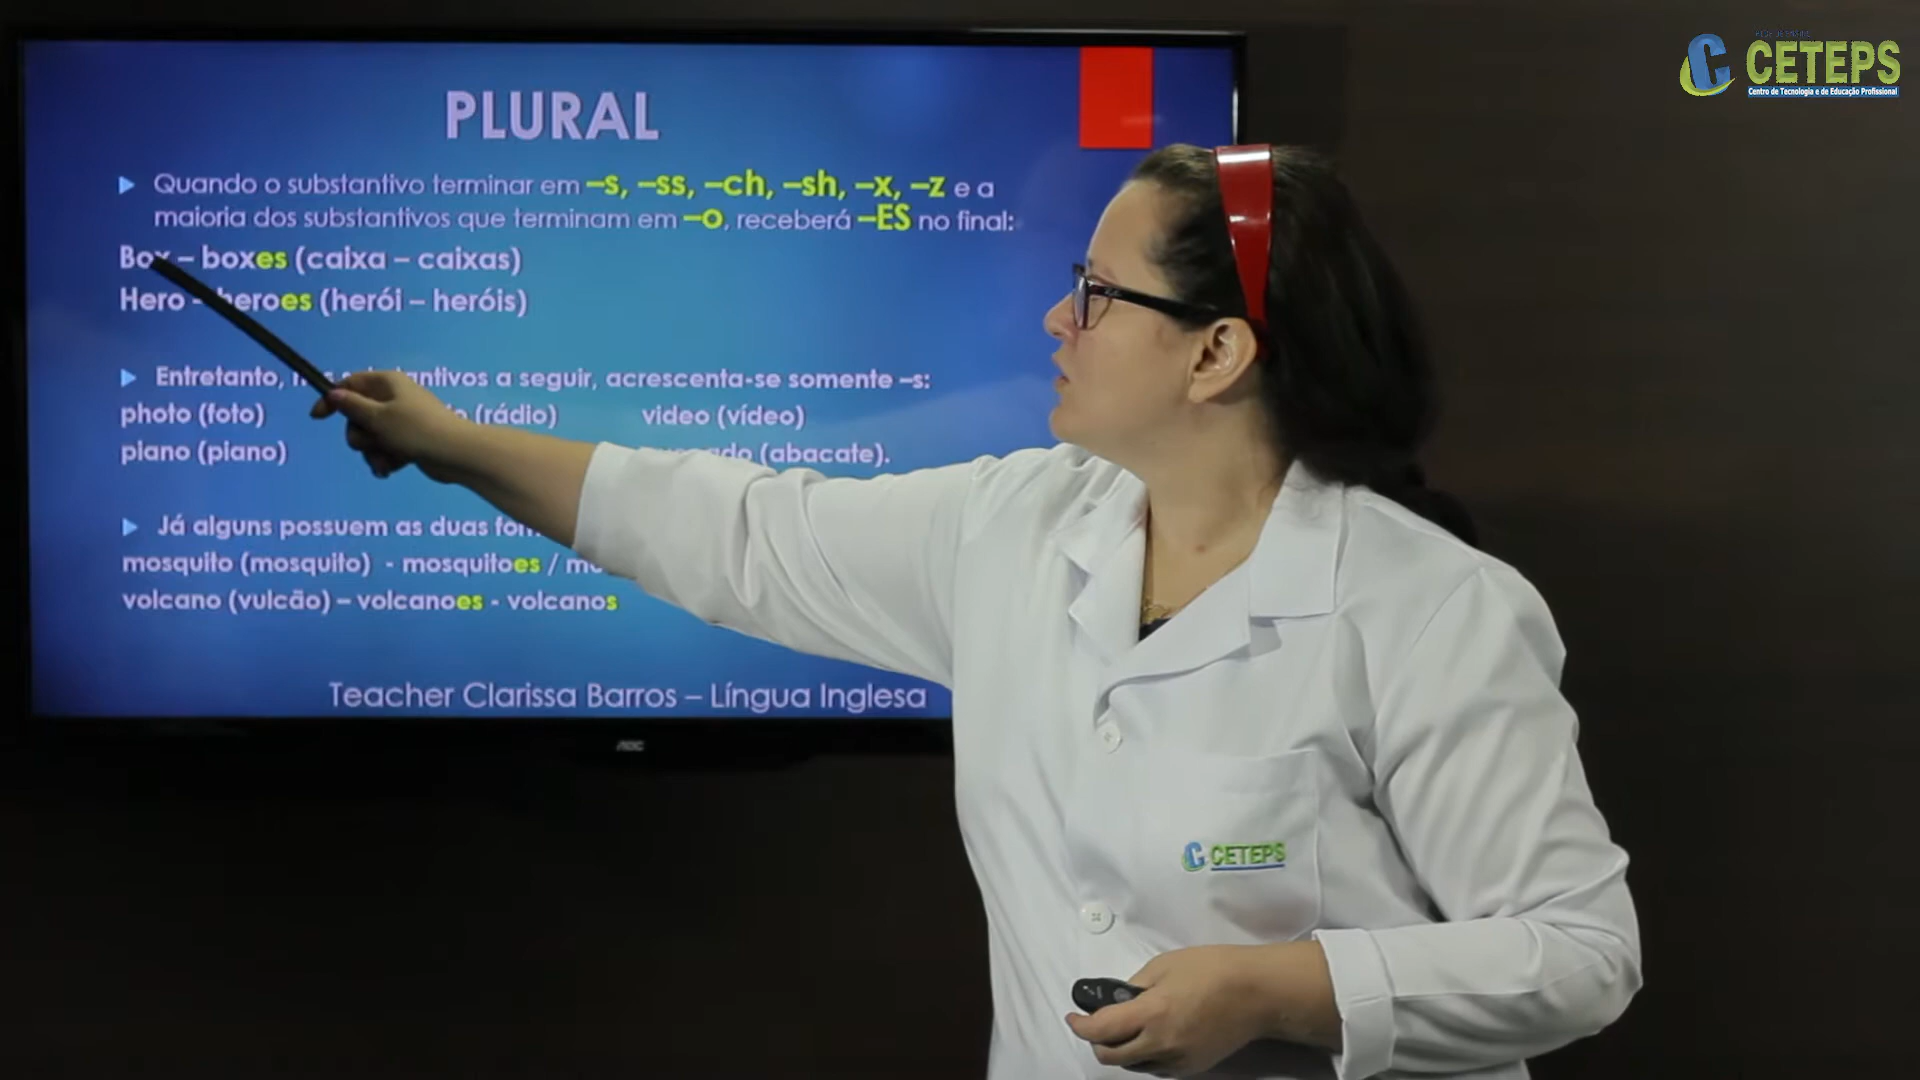 PLURAL
Quando o substantivo terminar em –s, –ss, –ch, –sh, –x, –z e a
maioria dos substantivos que terminam em –o, receberá –ES no final:
Box – boxes (caixa – caixas)
Hero - heroes (herói – heróis)
Entretanto, a seguir, acrescenta-se somente –s:
photo (foto) (rádio) video (vídeo)
piano (piano) (abacate).
Já alguns possuem as duas
mosquito (mosquito) - mosquitoes /
volcano (vulcão) – volcanoes - volcanos
Teacher Clarissa Barros – Língua Inglesa
AOC
CETEPS
Centro de Tecnologia e de Educação Profissional
CETEPS